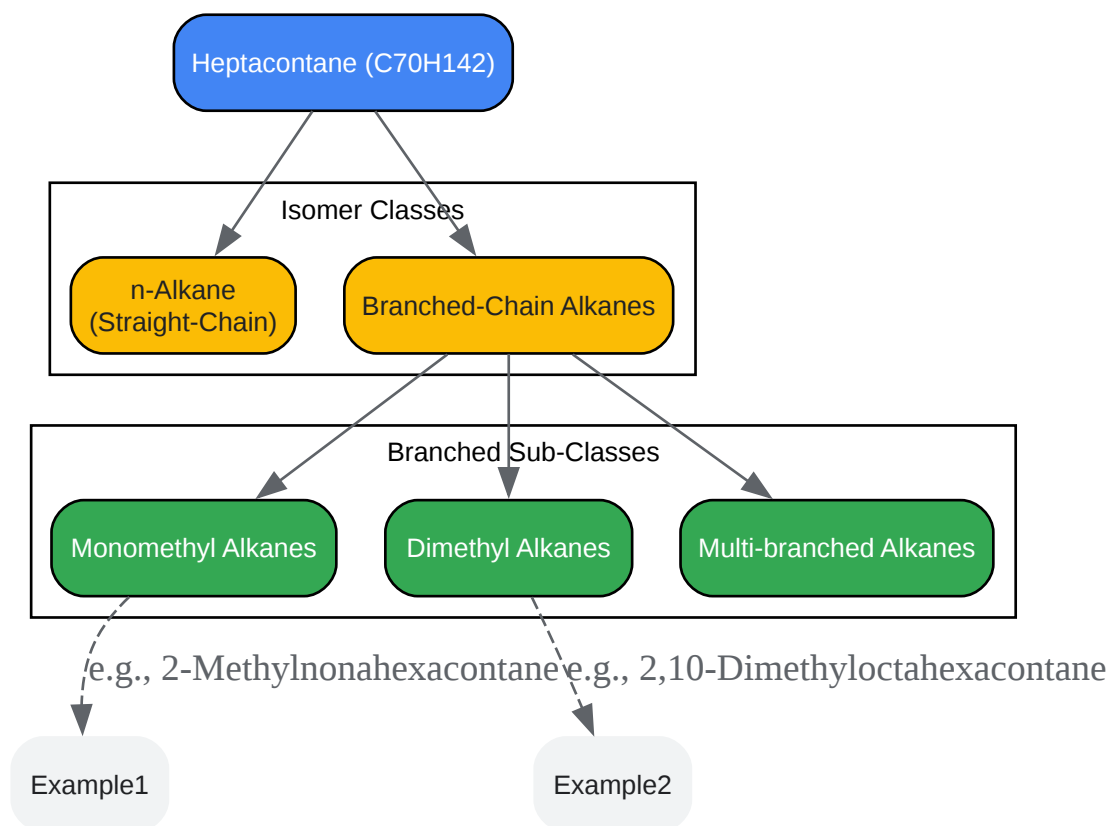 Heptacontane (C70H142)
Isomer Classes
n-Alkane
(Straight-Chain)
Branched-Chain Alkanes
Branched Sub-Classes
Monomethyl Alkanes
Dimethyl Alkanes
Multi-branched Alkanes
e.g., 2-Methylnonahexacontane
e.g., 2,10-Dimethyloctahexacontane
Example1
Example2